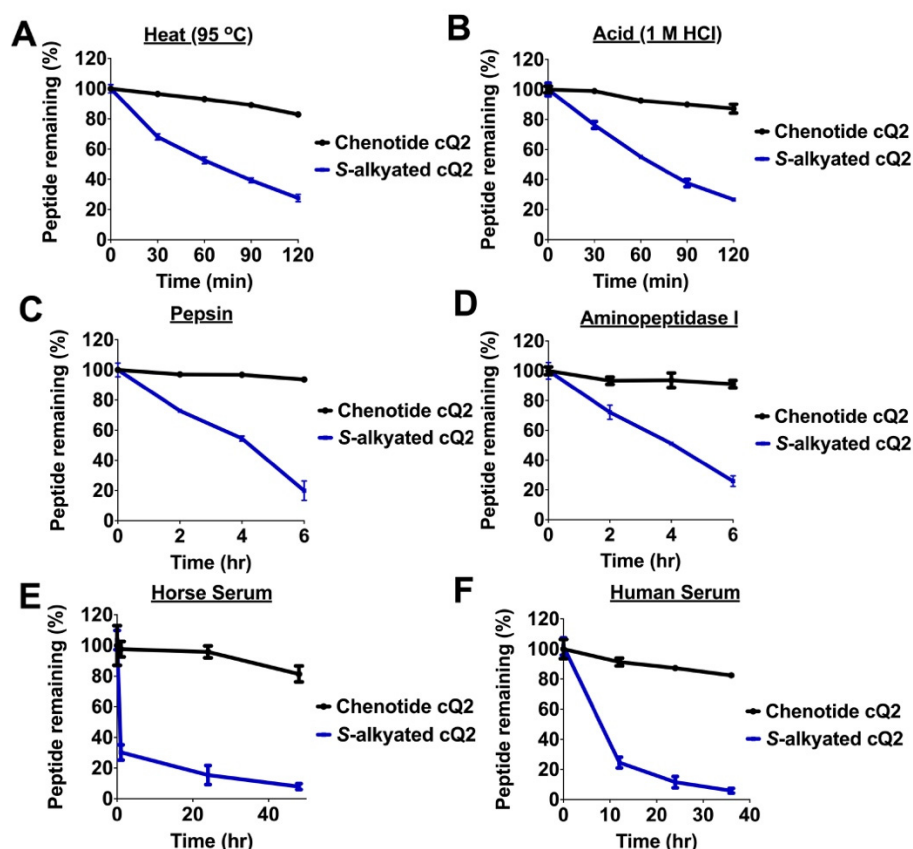 A
Heat (95 °C)
Peptide remaining (%)
120
100
80
60
40
20
0
0 30 60 90 120
Time (min)
Chenotide cQ2
S-alkyated cQ2
B
Acid (1 M HCl)
Peptide remaining (%)
120
100
80
60
40
20
0
0 30 60 90 120
Time (min)
Chenotide cQ2
S-alkyated cQ2
C
Pepsin
Peptide remaining (%)
120
100
80
60
40
20
0
0 2 4 6
Time (hr)
Chenotide cQ2
S-alkyated cQ2
D
Aminopeptidase I
Peptide remaining (%)
120
100
80
60
40
20
0
0 2 4 6
Time (hr)
Chenotide cQ2
S-alkyated cQ2
E
Horse Serum
Peptide remaining (%)
120
100
80
60
40
20
0
0 20 40
Time (hr)
Chenotide cQ2
S-alkyated cQ2
F
Human Serum
Peptide remaining (%)
120
100
80
60
40
20
0
0 10 20 30 40
Time (hr)
Chenotide cQ2
S-alkyated cQ2